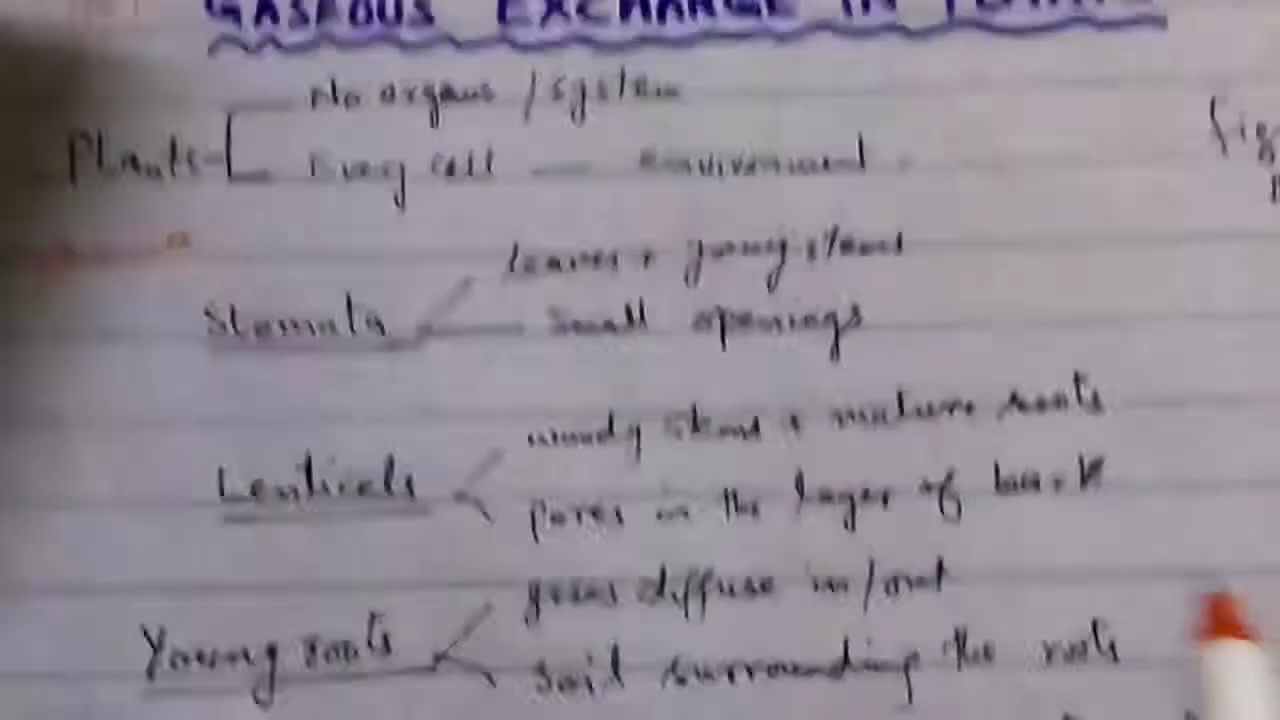 GASEOUS EXCHANGE IN
No organs / system
Plants
Every cell — environment
leaves + young stems
Stomata
Small openings
woody stems + mature roots
Lenticels
pores in the layer of bark
gases diffuse in/out
Young roots
Soil surrounding the roots